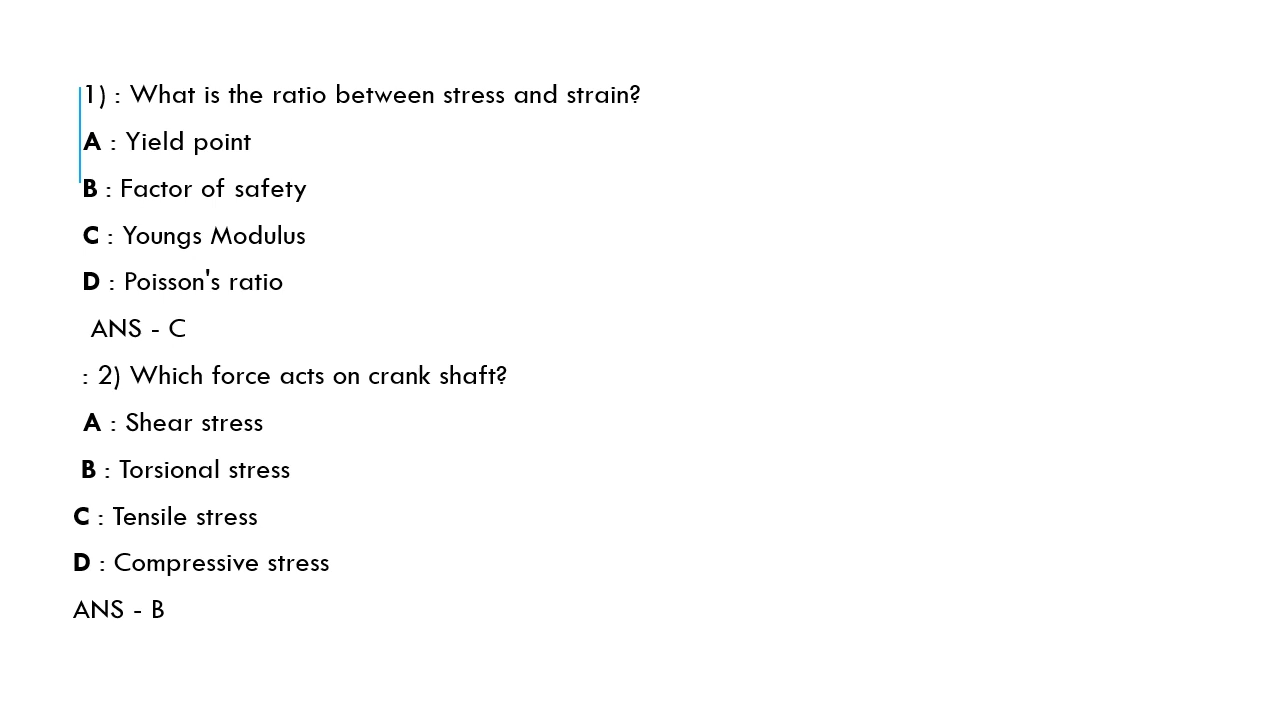 1) : What is the ratio between stress and strain?
A : Yield point
B : Factor of safety
C : Youngs Modulus
D : Poisson's ratio
ANS - C
: 2) Which force acts on crank shaft?
A : Shear stress
B : Torsional stress
C : Tensile stress
D : Compressive stress
ANS - B